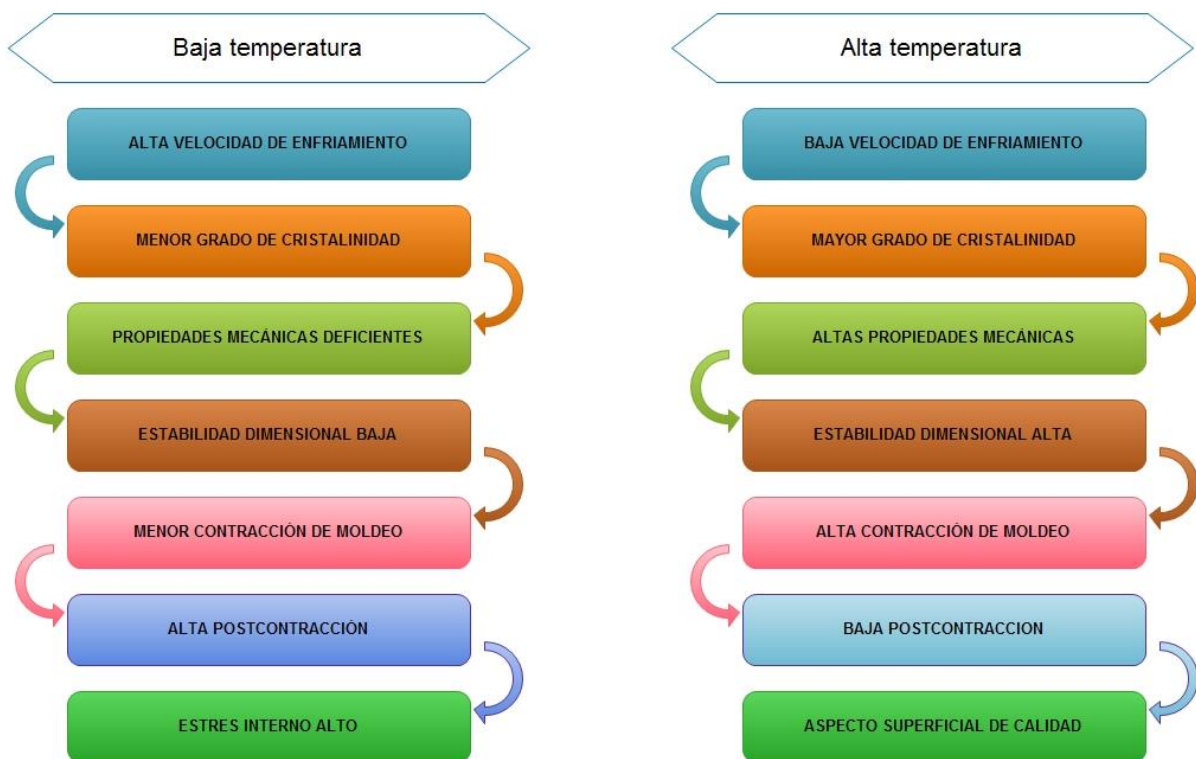 Baja temperatura
ALTA VELOCIDAD DE ENFRIAMIENTO
MENOR GRADO DE CRISTALINIDAD
PROPIEDADES MECÁNICAS DEFICIENTES
ESTABILIDAD DIMENSIONAL BAJA
MENOR CONTRACCIÓN DE MOLDEO
ALTA POSTCONTRACCIÓN
ESTRES INTERNO ALTO
Alta temperatura
BAJA VELOCIDAD DE ENFRIAMIENTO
MAYOR GRADO DE CRISTALINIDAD
ALTAS PROPIEDADES MECÁNICAS
ESTABILIDAD DIMENSIONAL ALTA
ALTA CONTRACCIÓN DE MOLDEO
BAJA POSTCONTRACCION
ASPECTO SUPERFICIAL DE CALIDAD